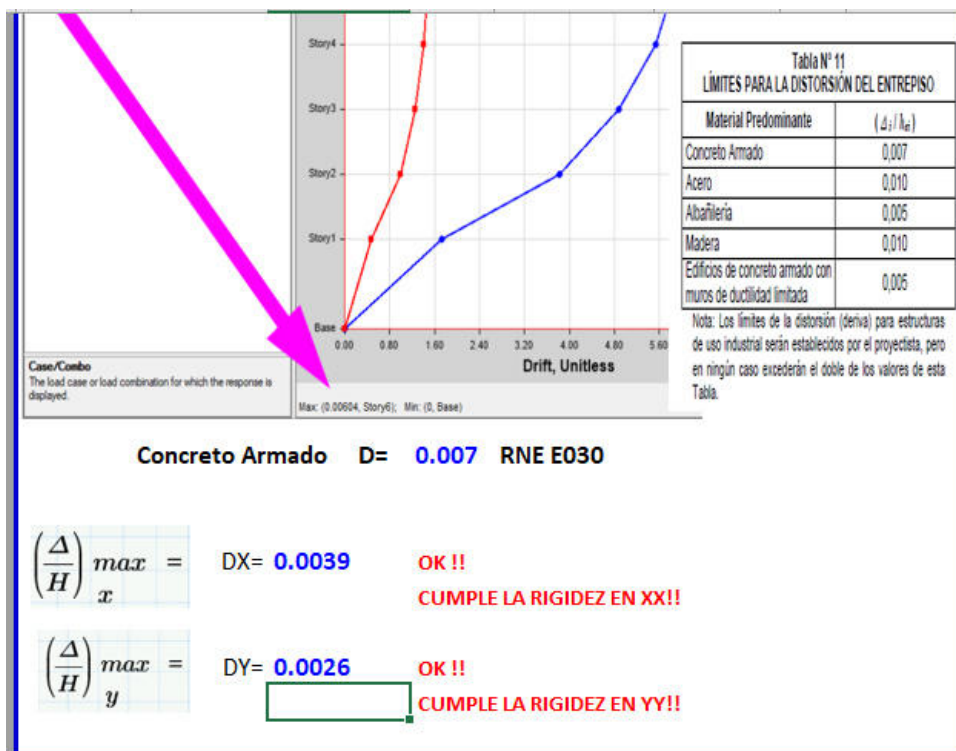 Story4
Story3
Story2
Story1
Base
0.00 0.80 1.60 2.40 3.20 4.00 4.80 5.60
Drift, Unitless
Case/Combo
The load case or load combination for which the response is
displayed.
Max: (0.00604, Story6); Min: (0, Base)
Tabla N° 11
LÍMITES PARA LA DISTORSIÓN DEL ENTREPISO
Material Predominante (Δi / hei)
Concreto Armado 0,007
Acero 0,010
Albañilería 0,005
Madera 0,010
Edificios de concreto armado con
muros de ductilidad limitada 0,005
Nota: Los límites de la distorsión (deriva) para estructuras
de uso industrial serán establecidos por el proyectista, pero
en ningún caso excederán el doble de los valores de esta
Tabla.
Concreto Armado D= 0.007 RNE E030
(Δ/H) max x = DX= 0.0039 OK !!
CUMPLE LA RIGIDEZ EN XX!!
(Δ/H) max y = DY= 0.0026 OK !!
CUMPLE LA RIGIDEZ EN YY!!